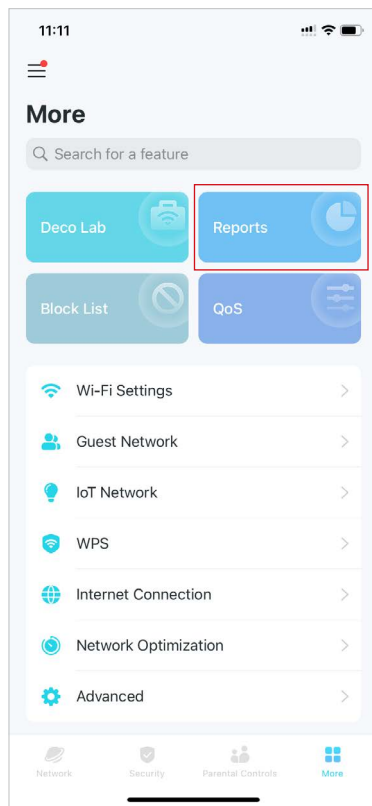 11:11
More
Search for a feature
Deco Lab
Reports
Block List
QoS
Wi-Fi Settings
Guest Network
IoT Network
WPS
Internet Connection
Network Optimization
Advanced
Network
Security
Parental Controls
More